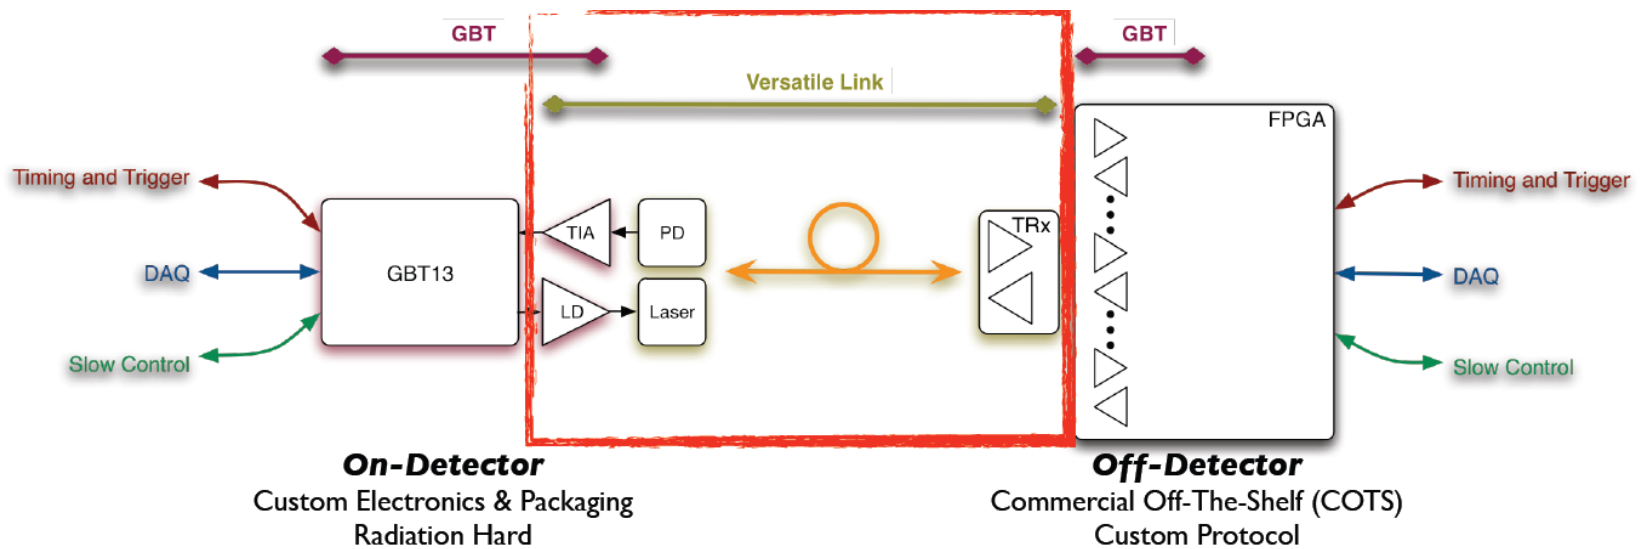 GBT
GBT
Versatile Link
FPGA
Timing and Trigger
Timing and Trigger
TIA
PD
TRx
DAQ
GBT13
DAQ
LD
Laser
Slow Control
Slow Control
On-Detector
Custom Electronics & Packaging
Radiation Hard
Off-Detector
Commercial Off-The-Shelf (COTS)
Custom Protocol